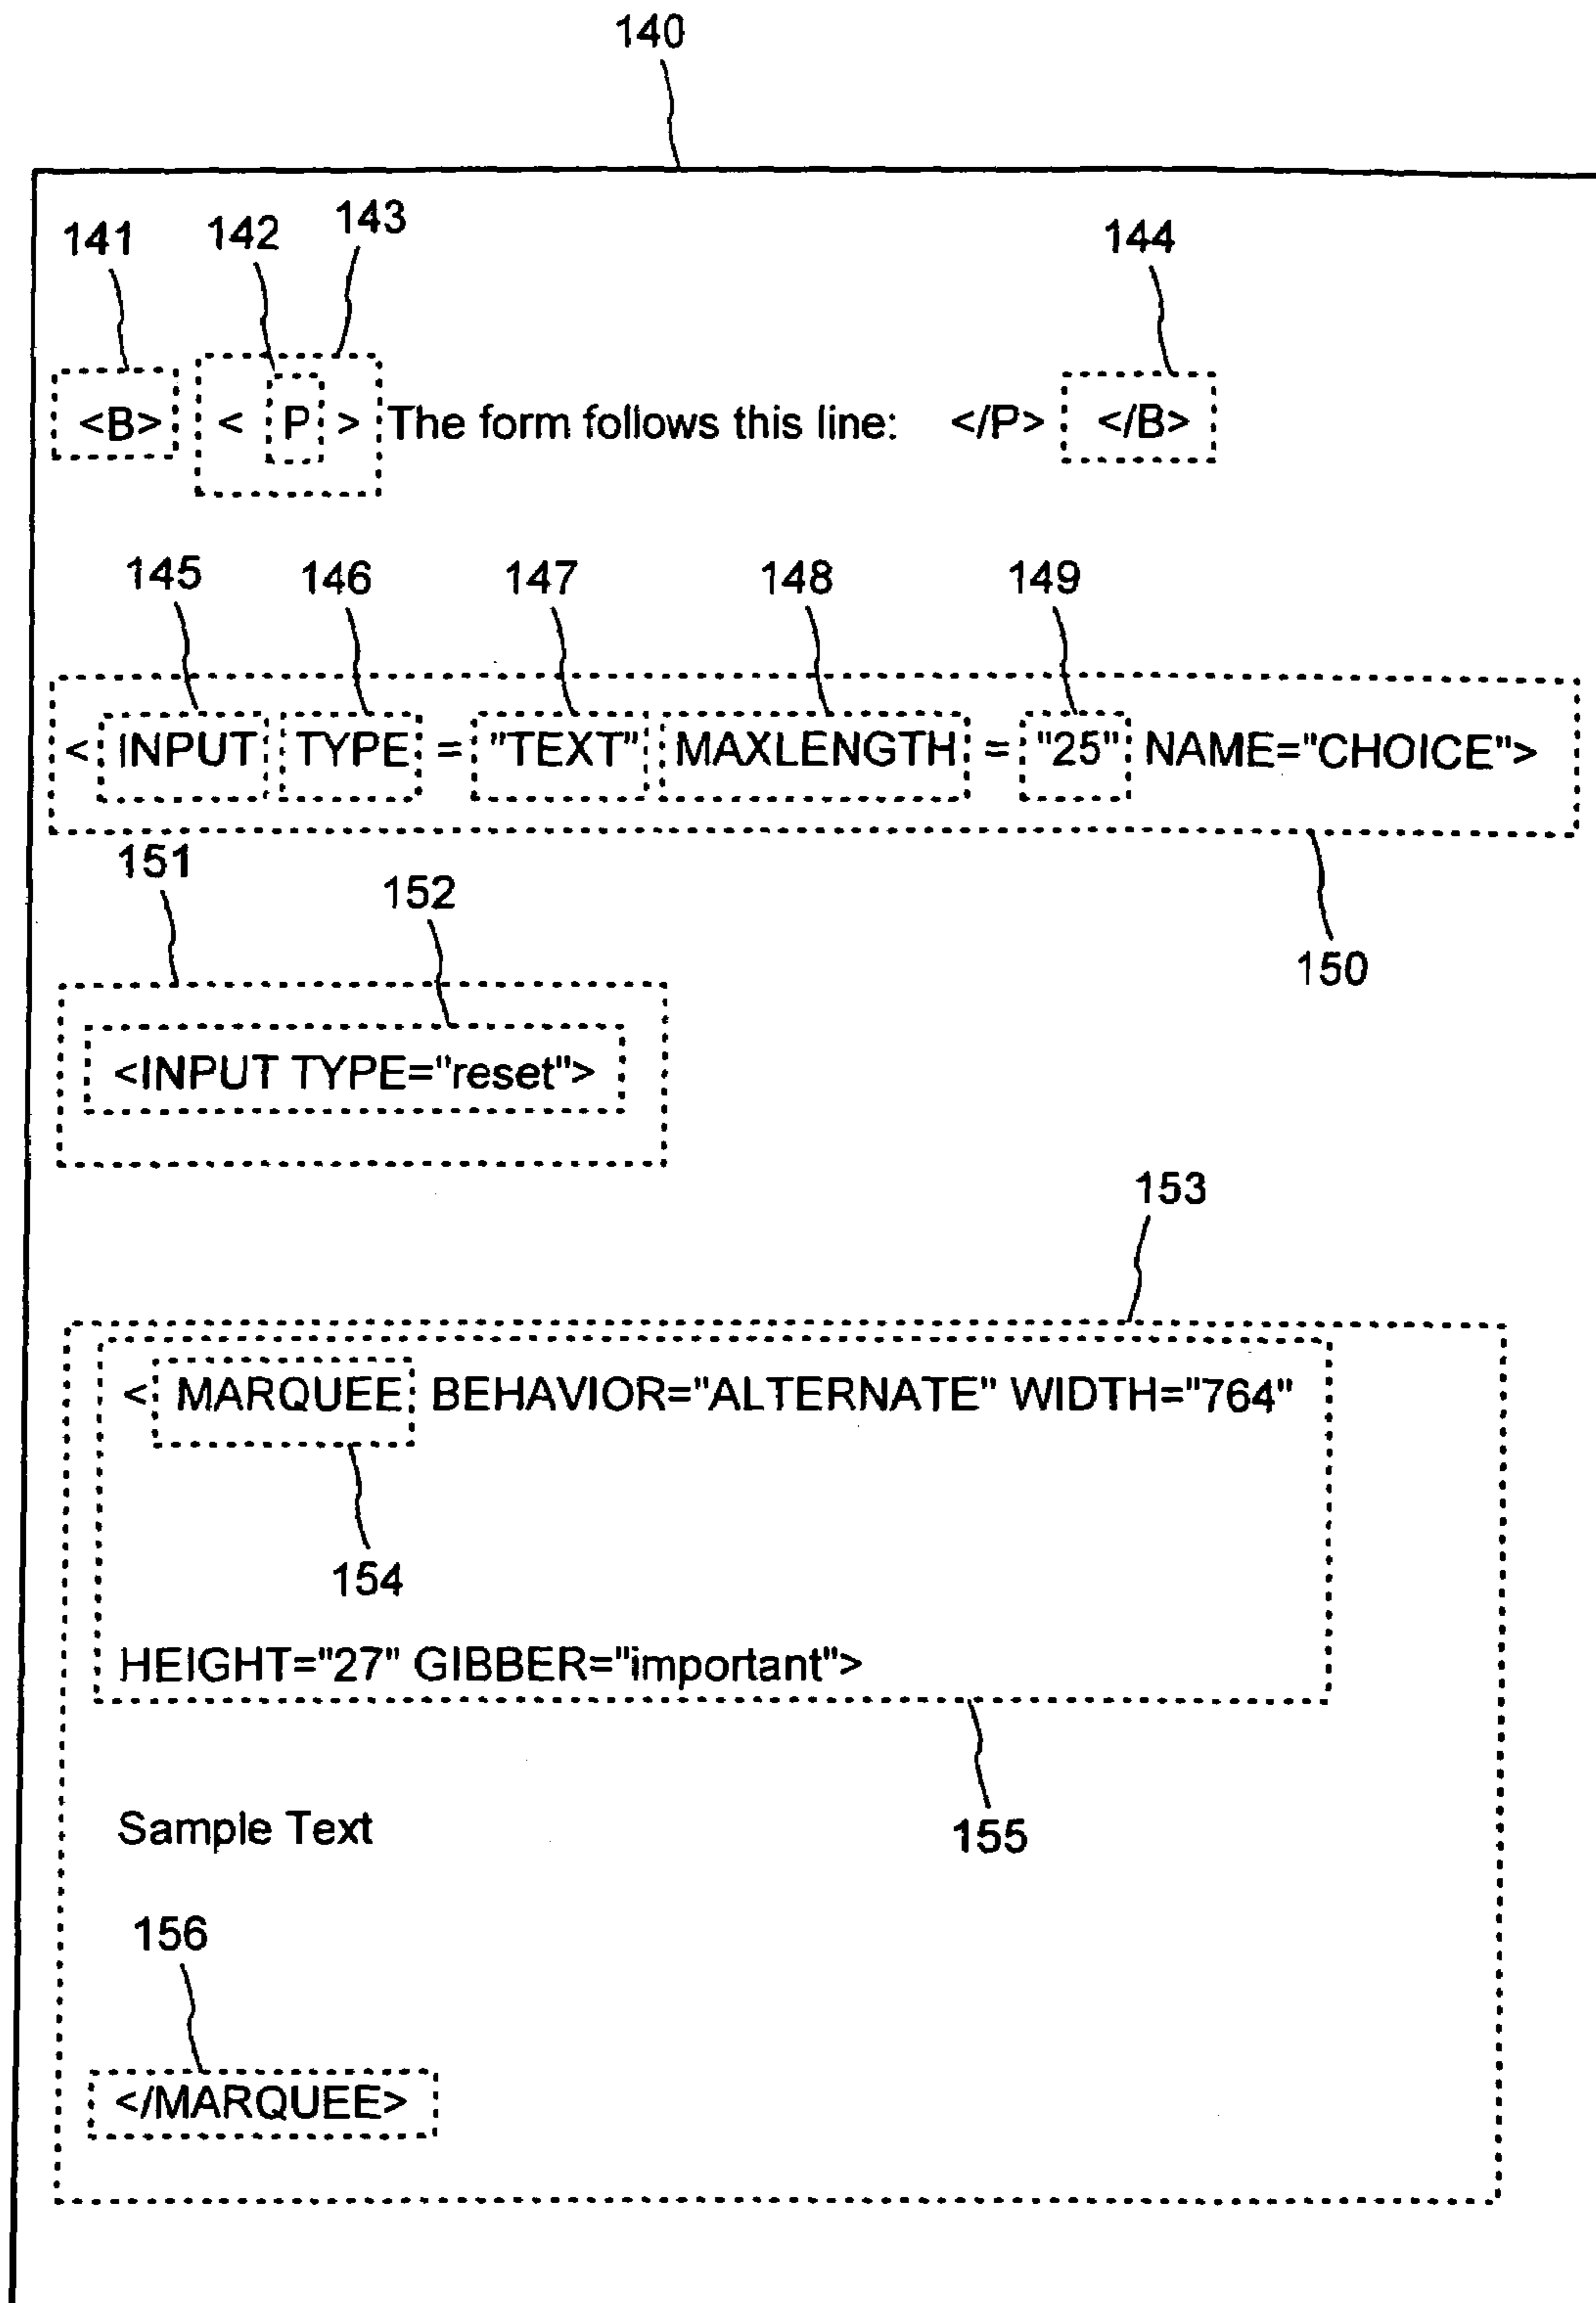 140
141 142 143 144
<B> < P > The form follows this line: </P> </B>
145 146 147 148 149
< INPUT TYPE = "TEXT" MAXLENGTH = "25" NAME="CHOICE">
150
151 152
<INPUT TYPE="reset">
153
< MARQUEE BEHAVIOR="ALTERNATE" WIDTH="764"
154
HEIGHT="27" GIBBER="important">
155
Sample Text
156
</MARQUEE>